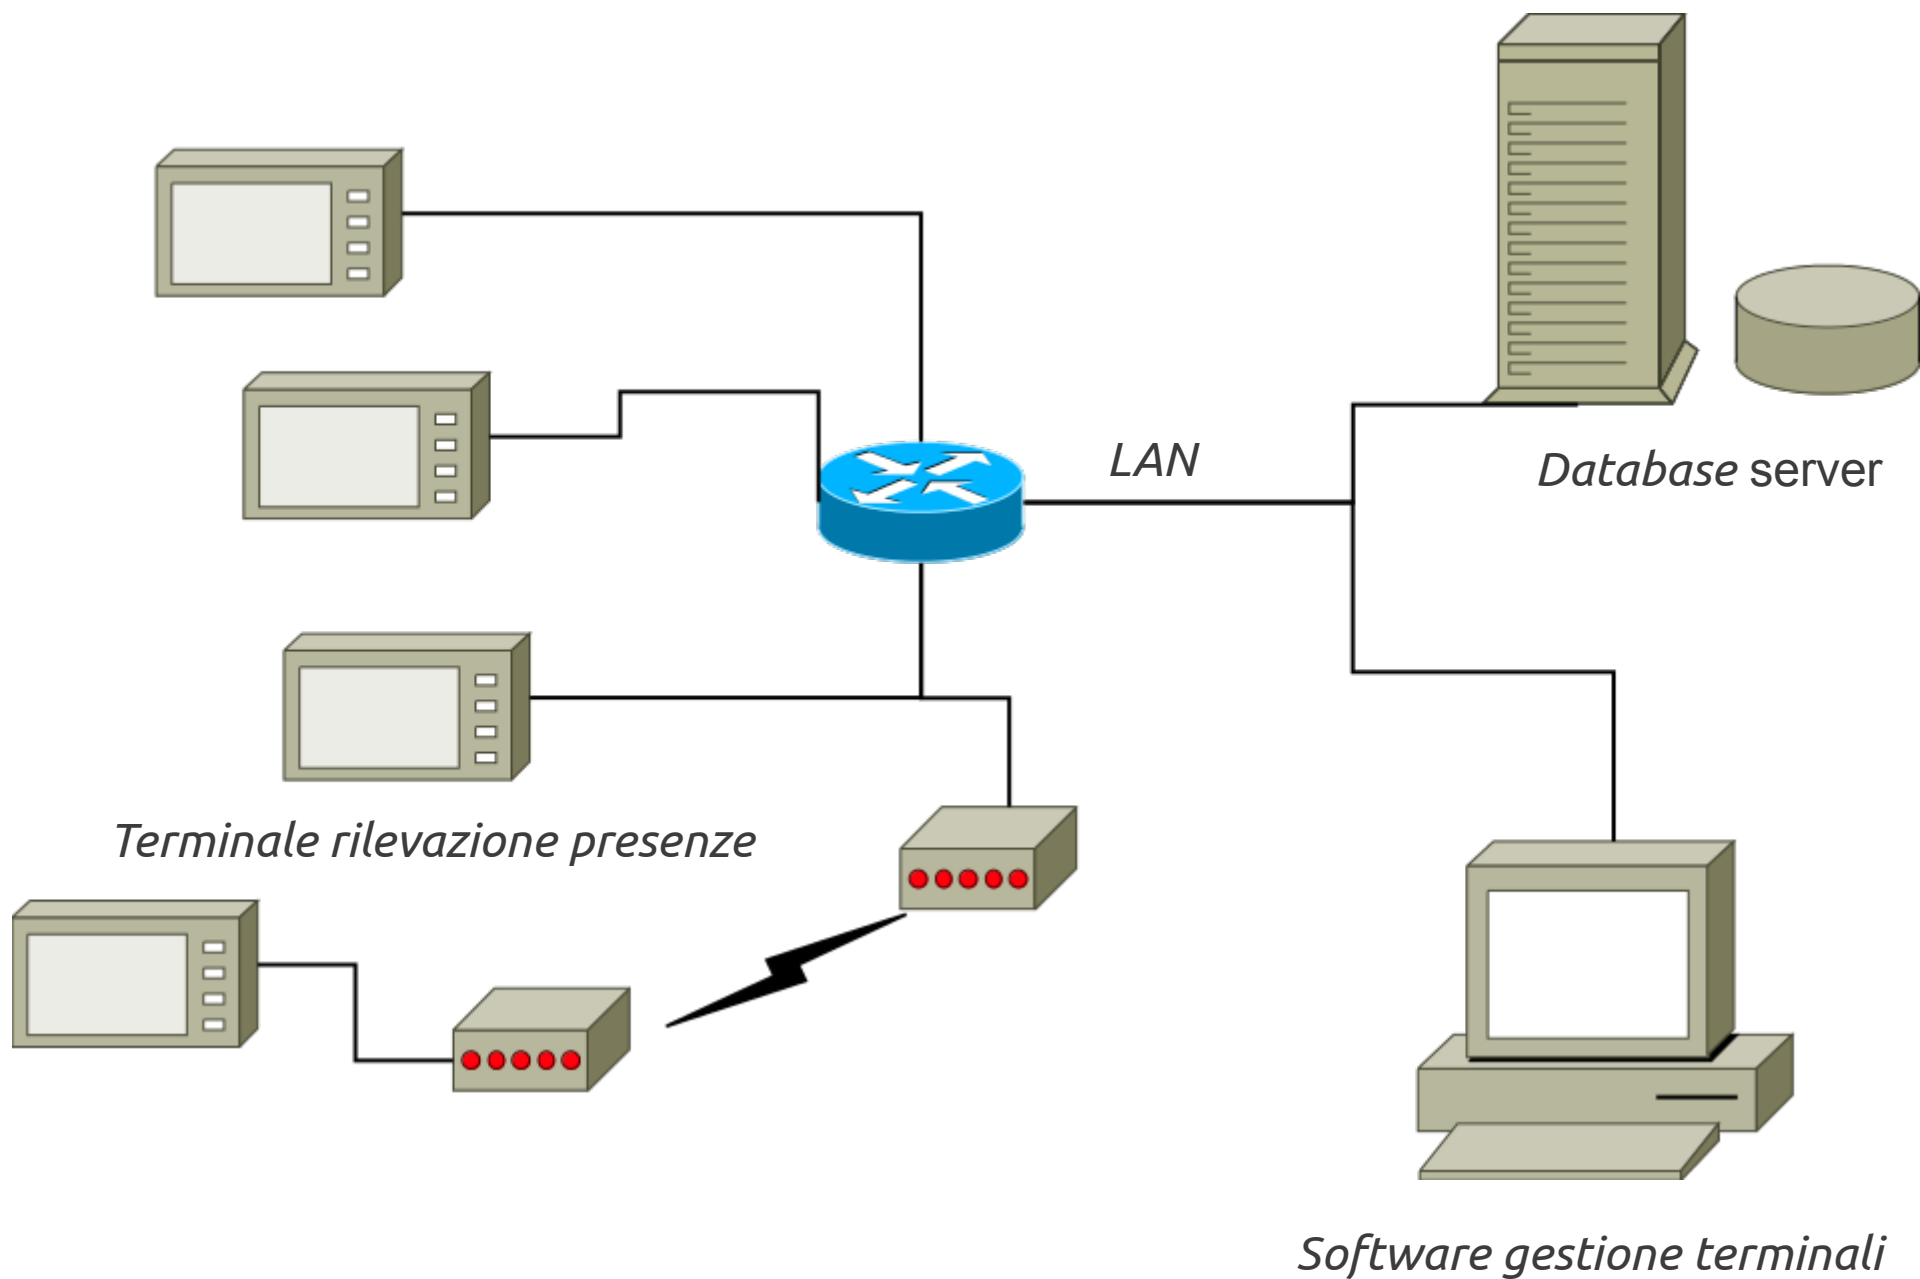 LAN
Database server
Terminale rilevazione presenze
Software gestione terminali